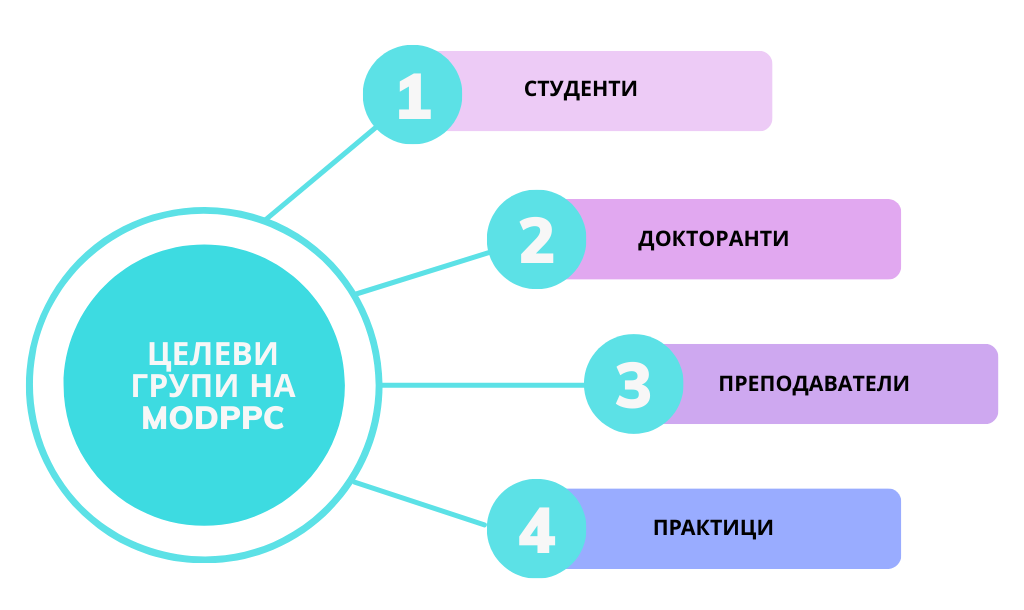 ЦЕЛЕВИ
ГРУПИ НА
MODPPC
1
СТУДЕНТИ
2
ДОКТОРАНТИ
3
ПРЕПОДАВАТЕЛИ
4
ПРАКТИЦИ